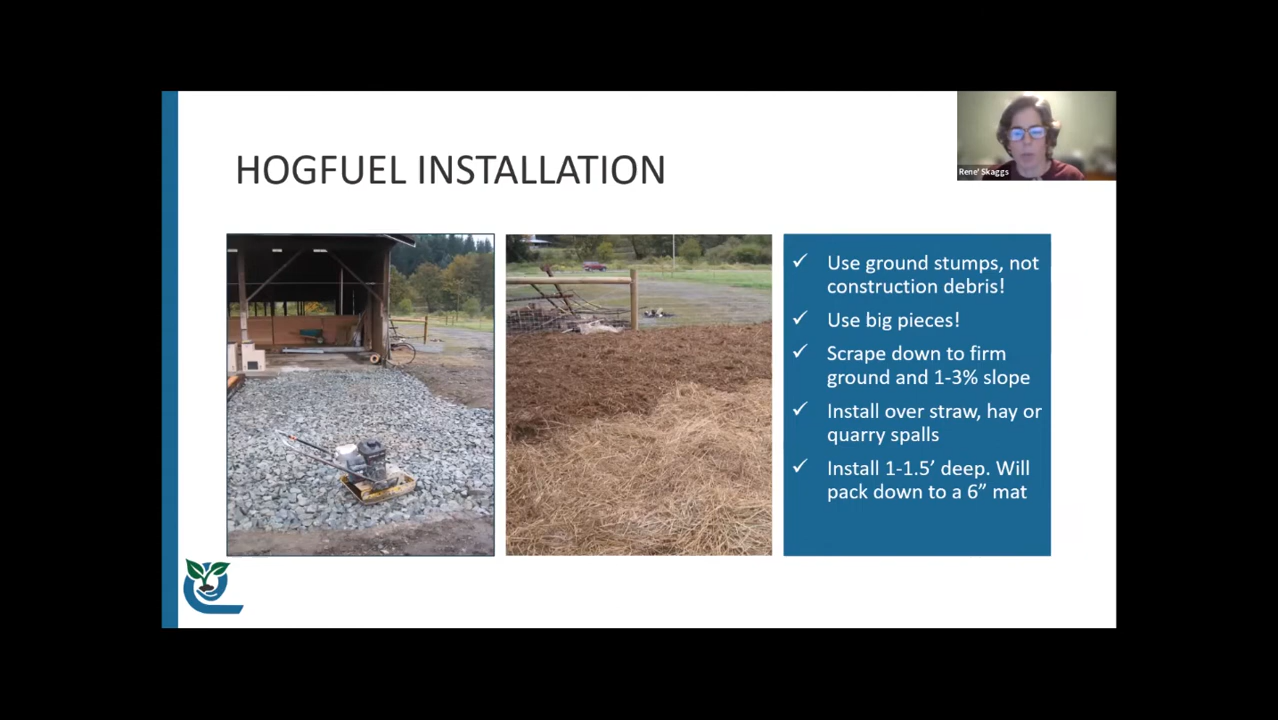 HOGFUEL INSTALLATION
Rene' Skaggs
✓ Use ground stumps, not
construction debris!
✓ Use big pieces!
✓ Scrape down to firm
ground and 1-3% slope
✓ Install over straw, hay or
quarry spalls
✓ Install 1-1.5’ deep. Will
pack down to a 6” mat